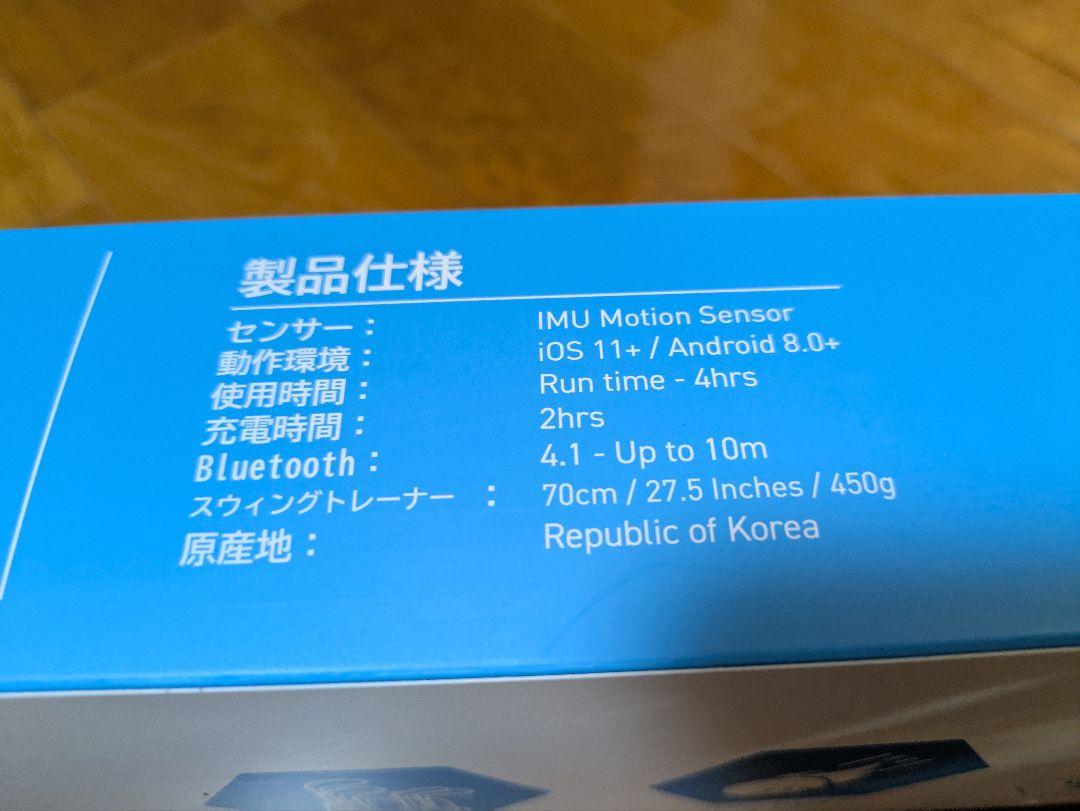 製品仕様
センサー： IMU Motion Sensor
動作環境： iOS 11+ / Android 8.0+
使用時間： Run time - 4hrs
充電時間： 2hrs
Bluetooth： 4.1 - Up to 10m
スウィングトレーナー ： 70cm / 27.5 Inches / 450g
原産地： Republic of Korea